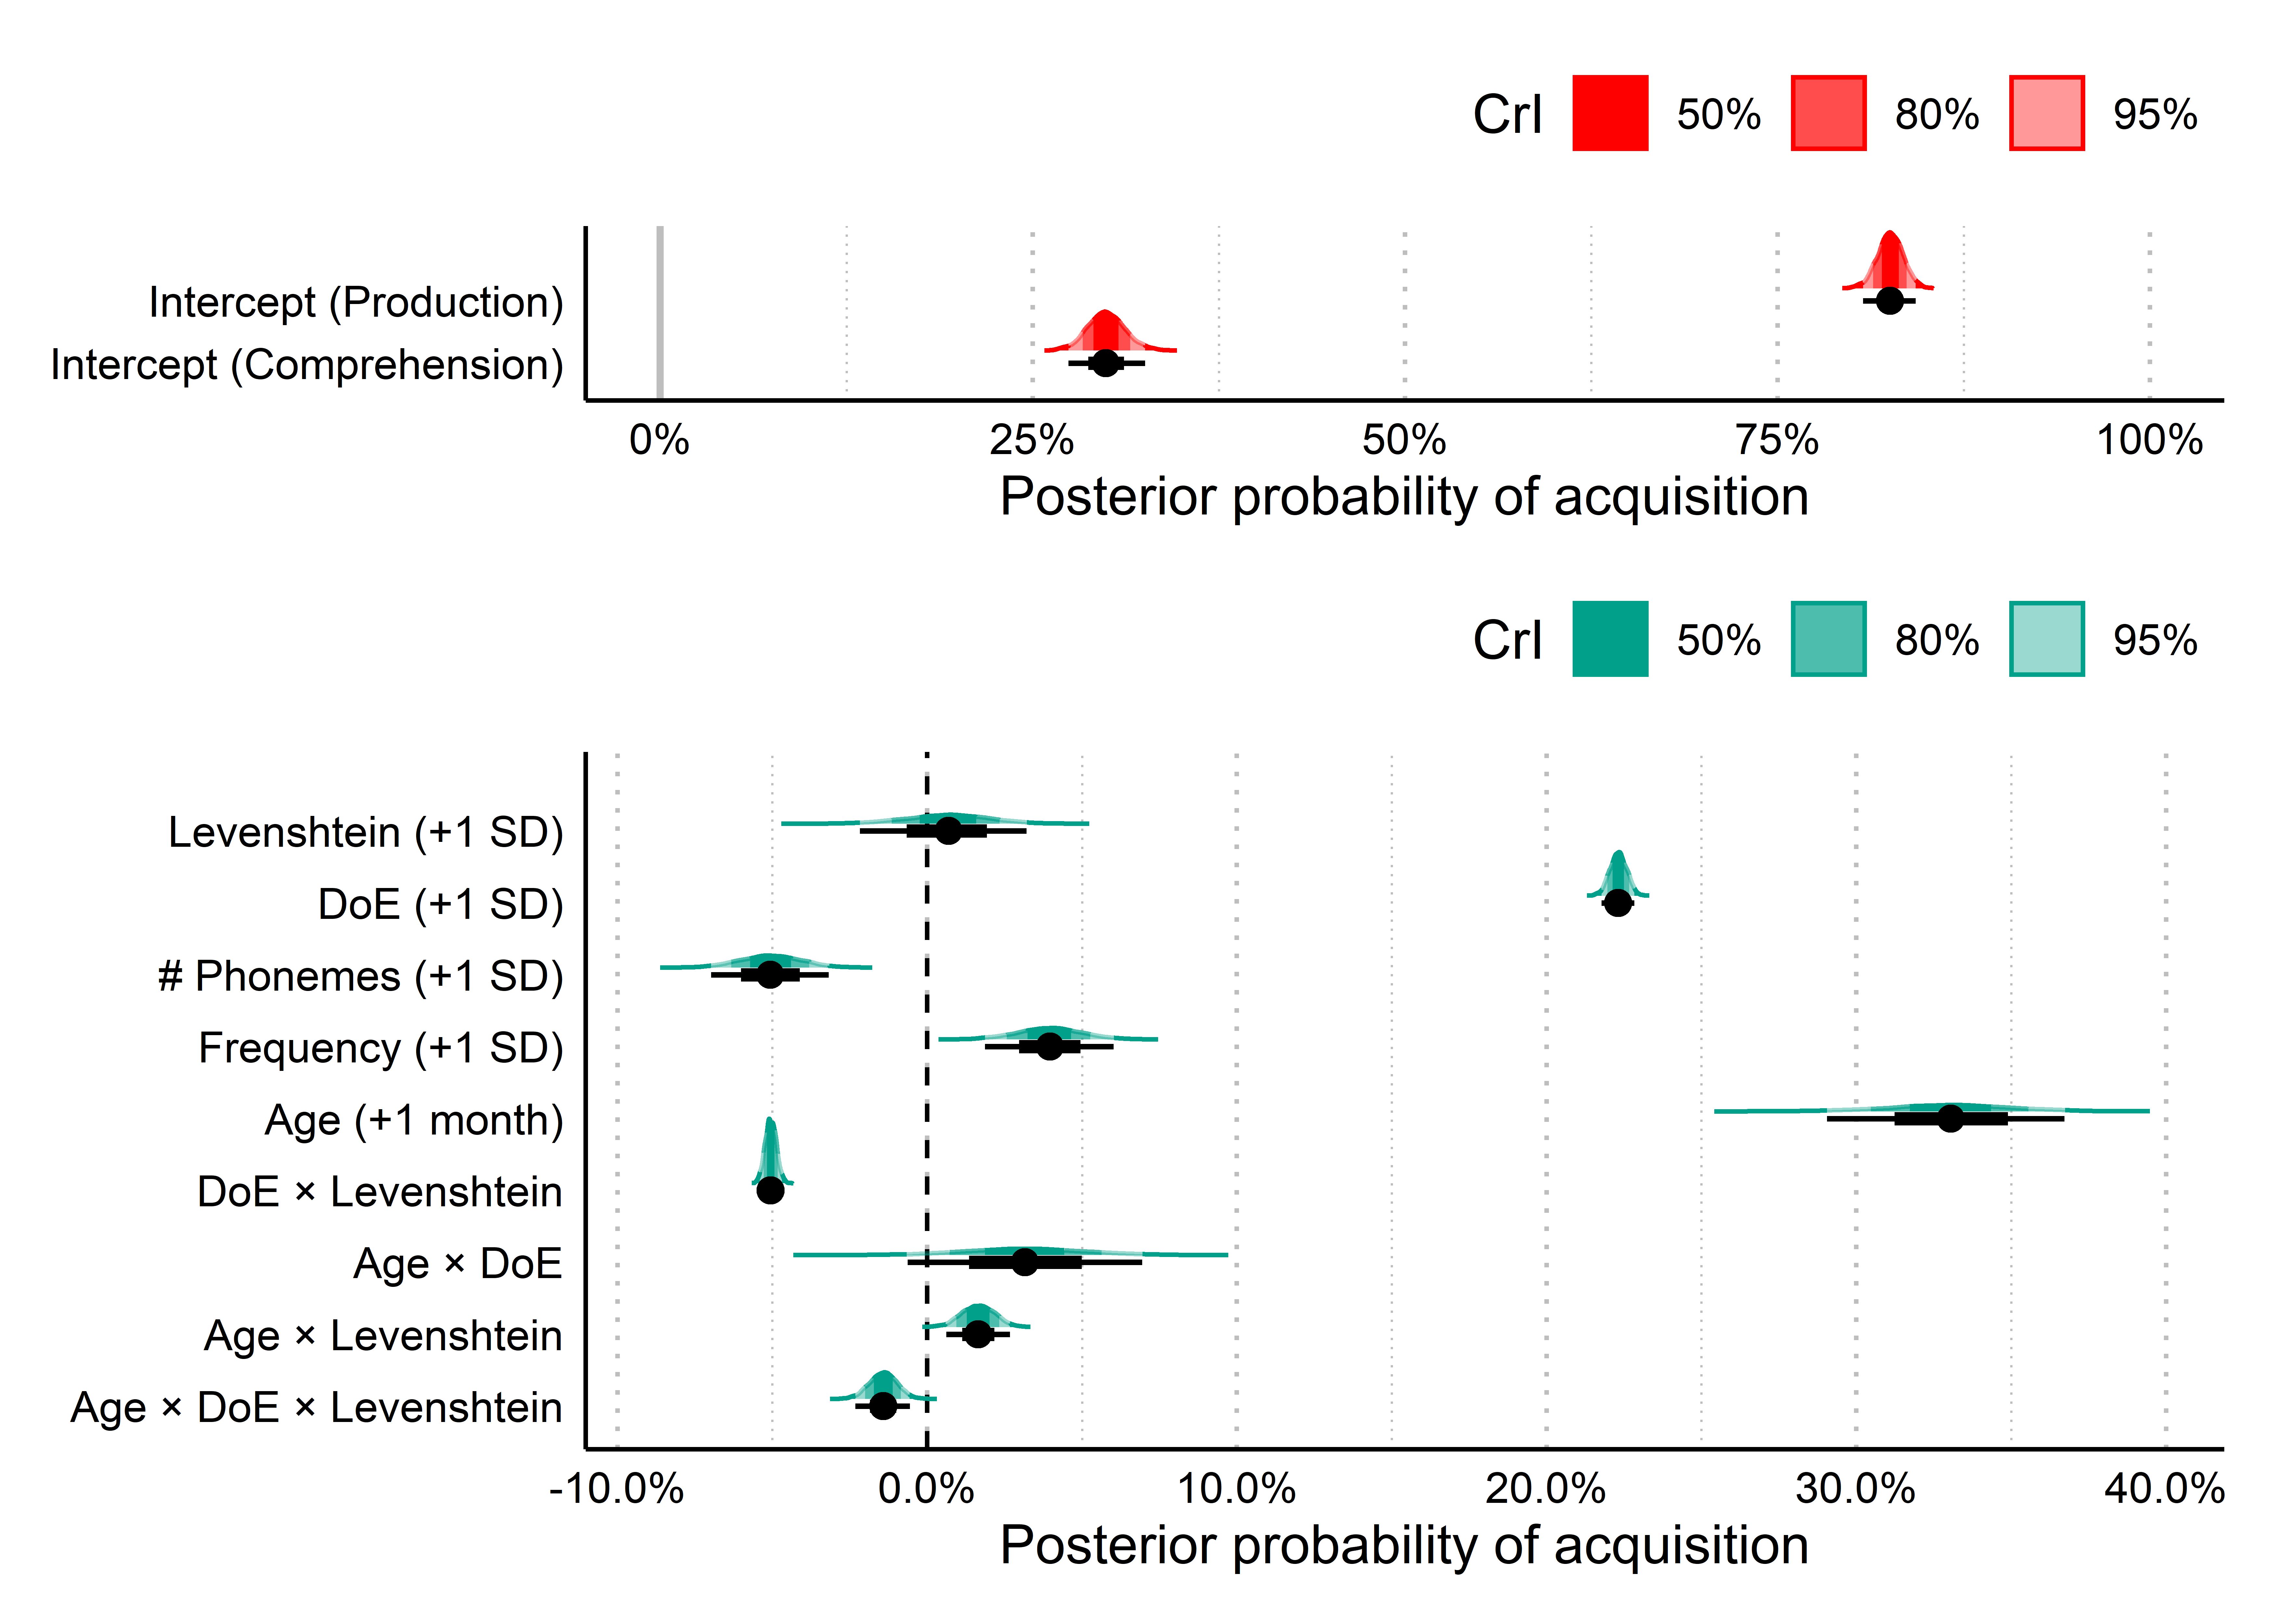 CrI 50% 80% 95%
Intercept (Production)
Intercept (Comprehension)
0% 25% 50% 75% 100%
Posterior probability of acquisition
CrI 50% 80% 95%
Levenshtein (+1 SD)
DoE (+1 SD)
# Phonemes (+1 SD)
Frequency (+1 SD)
Age (+1 month)
DoE × Levenshtein
Age × DoE
Age × Levenshtein
Age × DoE × Levenshtein
-10.0% 0.0% 10.0% 20.0% 30.0% 40.0%
Posterior probability of acquisition